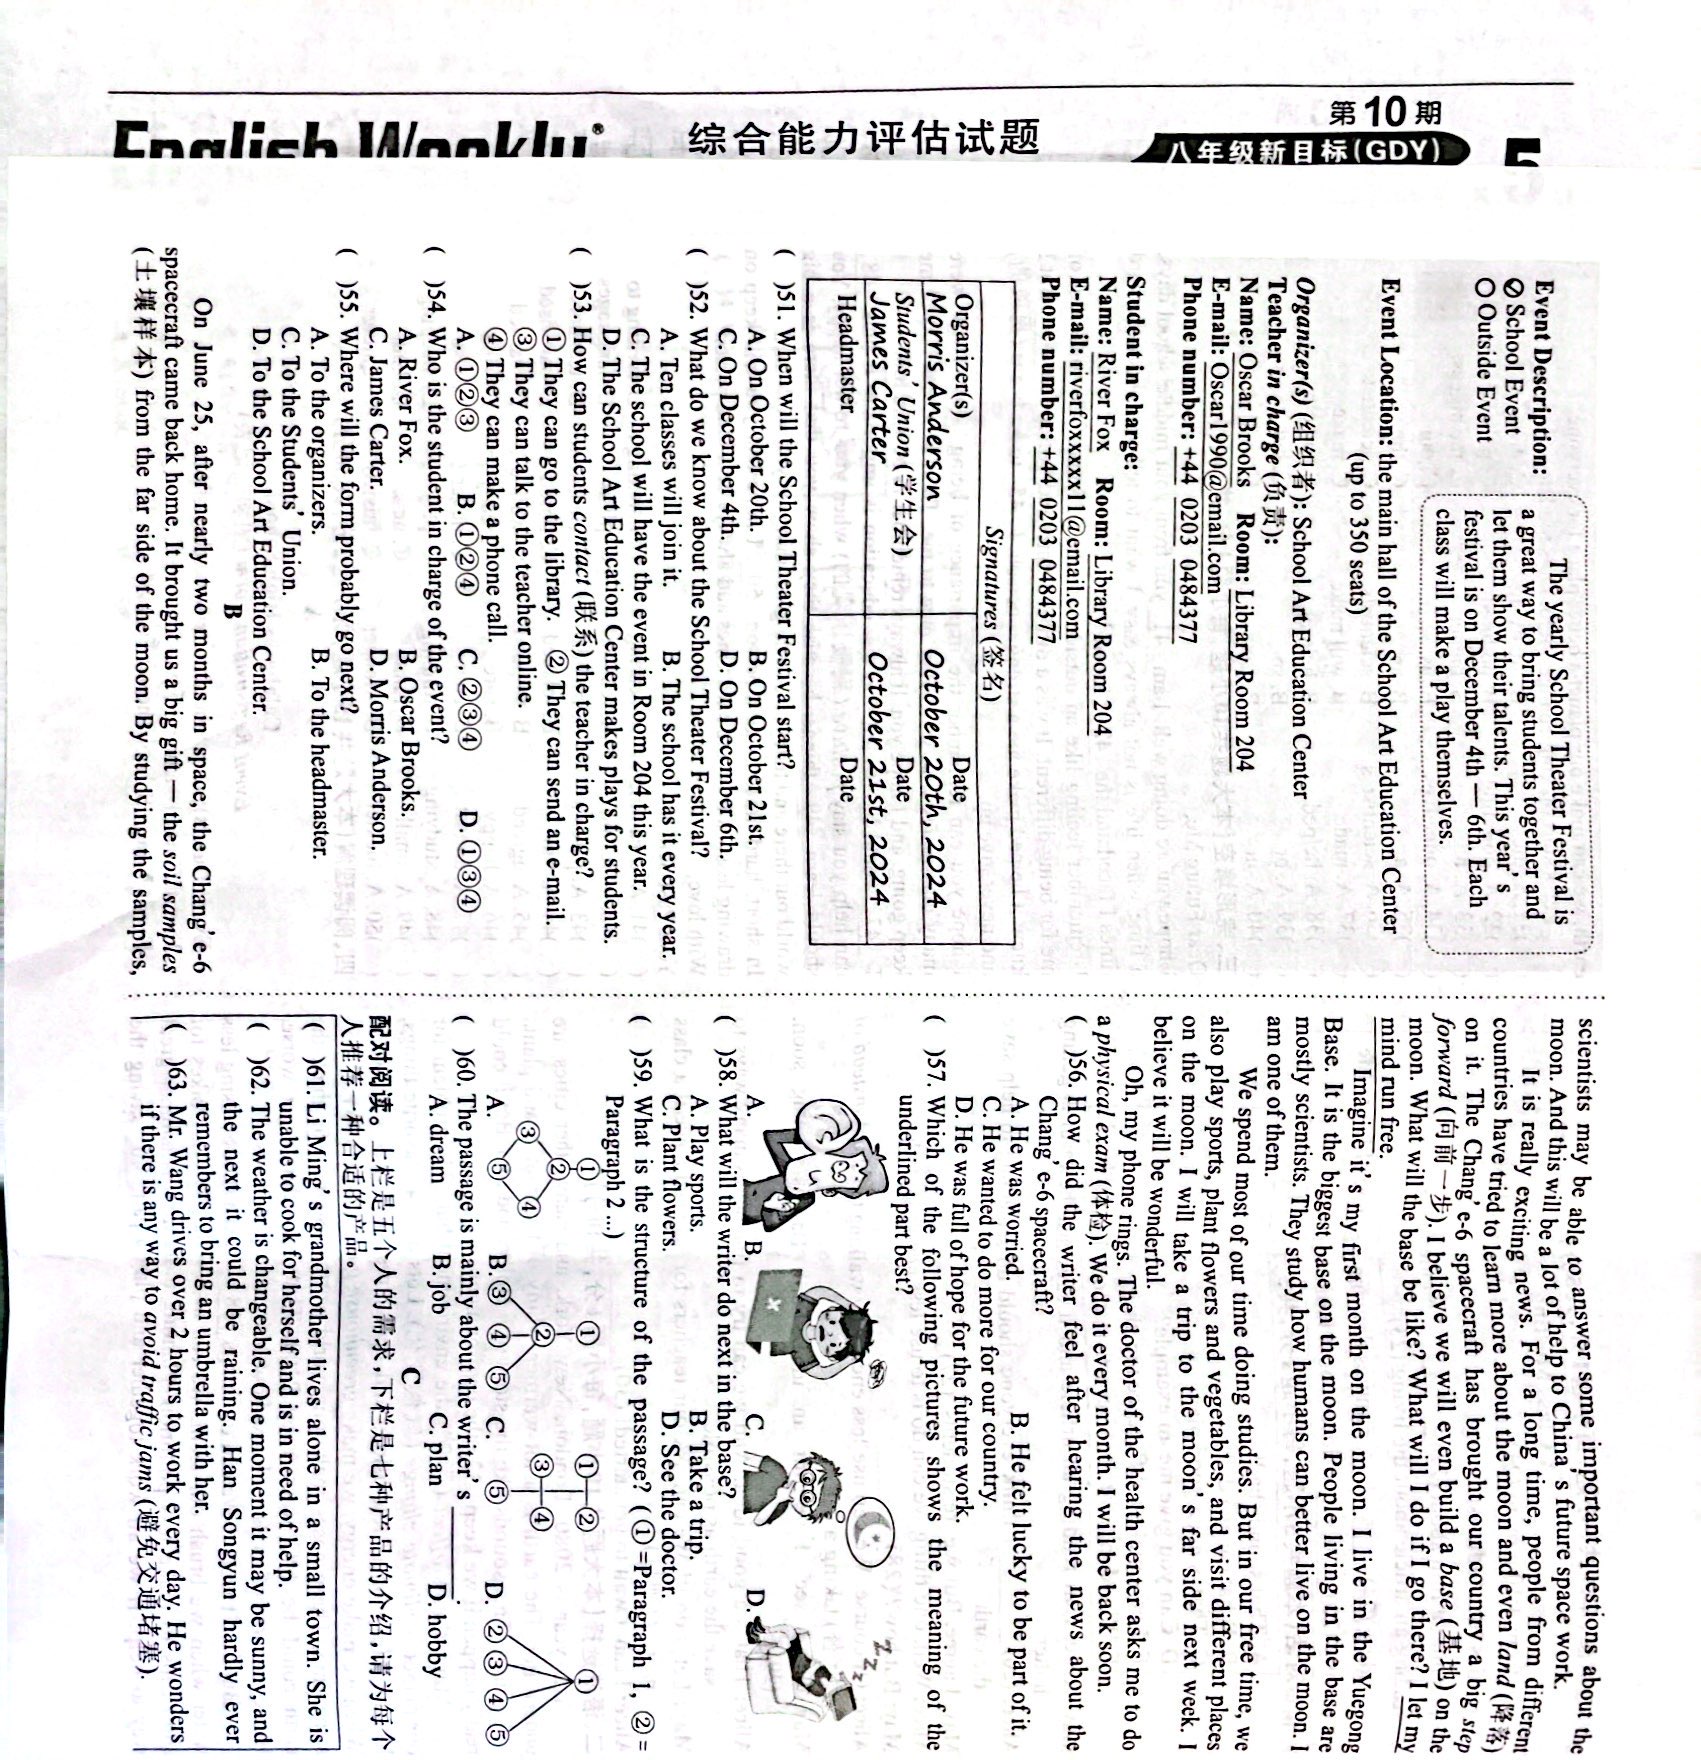 English Weekly®
综合能力评估试题
第10期
八年级新目标(GDY)
5
Event Description:
School Event
Outside Event
The yearly School Theater Festival is
a great way to bring students together and
let them show their talents. This year's
festival is on December 4th — 6th. Each
class will make a play themselves.
Event Location: the main hall of the School Art Education Center
(up to 350 seats)
Organizer(s) (组织者): School Art Education Center
Teacher in charge (负责):
Name: Oscar Brooks Room: Library Room 204
E-mail: Oscar1990@email.com
Phone number: +44 0203 0484377
Student in charge:
Name: River Fox Room: Library Room 204
E-mail: riverfoxxxx11@email.com
Phone number: +44 0203 0484377
Signatures (签名)
Organizer(s) Date
Morris Anderson October 20th, 2024
Students' Union (学生会) Date
James Carter October 21st, 2024
Headmaster Date
( )51. When will the School Theater Festival start?
A. On October 20th. B. On October 21st.
C. On December 4th. D. On December 6th.
( )52. What do we know about the School Theater Festival?
A. Ten classes will join it. B. The school has it every year.
C. The school will have the event in Room 204 this year.
D. The School Art Education Center makes plays for students.
( )53. How can students contact (联系) the teacher in charge?
① They can go to the library. ② They can send an e-mail.
③ They can talk to the teacher online.
④ They can make a phone call.
A. ①②③ B. ①②④ C. ②③④ D. ①③④
( )54. Who is the student in charge of the event?
A. River Fox. B. Oscar Brooks.
C. James Carter. D. Morris Anderson.
( )55. Where will the form probably go next?
A. To the organizers. B. To the headmaster.
C. To the Students' Union.
D. To the School Art Education Center.
B
On June 25, after nearly two months in space, the Chang'e-6
spacecraft came back home. It brought us a big gift — the soil samples
(土壤样本) from the far side of the moon. By studying the samples,
scientists may be able to answer some important questions about the
moon. And this will be a lot of help to China's future space work.
It is really exciting news. For a long time, people from different
countries have tried to learn more about the moon and even land (降落)
on it. The Chang'e-6 spacecraft has brought our country a big step
forward (向前一步). I believe we will even build a base (基地) on the
moon. What will the base be like? What will I do if I go there? I let my
mind run free.
Imagine it's my first month on the moon. I live in the Yuegong
Base. It is the biggest base on the moon. People living in the base are
mostly scientists. They study how humans can better live on the moon. I
am one of them.
We spend most of our time doing studies. But in our free time, we
also play sports, plant flowers and vegetables, and visit different places
on the moon. I will take a trip to the moon's far side next week. I
believe it will be wonderful.
Oh, my phone rings. The doctor of the health center asks me to do
a physical exam (体检). We do it every month. I will be back soon.
( )56. How did the writer feel after hearing the news about the
Chang'e-6 spacecraft?
A. He was worried. B. He felt lucky to be part of it.
C. He wanted to do more for our country.
D. He was full of hope for the future work.
( )57. Which of the following pictures shows the meaning of the
underlined part best?
A. B. C. D.
z z z
( )58. What will the writer do next in the base?
A. Play sports. B. Take a trip.
C. Plant flowers. D. See the doctor.
( )59. What is the structure of the passage? (①=Paragraph 1, ②=
Paragraph 2 ...)
A. ① ② ③ ④ ⑤ B. ① ② ③ ④ ⑤ C. ① ② ③ ④ ⑤ D. ① ② ③ ④ ⑤
( )60. The passage is mainly about the writer's ______.
A. dream B. job C. plan D. hobby
C
配对阅读。上栏是五个人的需求,下栏是七种产品的介绍,请为每个
人推荐一种合适的产品。
( )61. Li Ming's grandmother lives alone in a small town. She is
unable to cook for herself and is in need of help.
( )62. The weather is changeable. One moment it may be sunny, and
the next it could be raining. Han Songyun hardly ever
remembers to bring an umbrella with her.
( )63. Mr. Wang drives over 2 hours to work every day. He wonders
if there is any way to avoid traffic jams (避免交通堵塞).